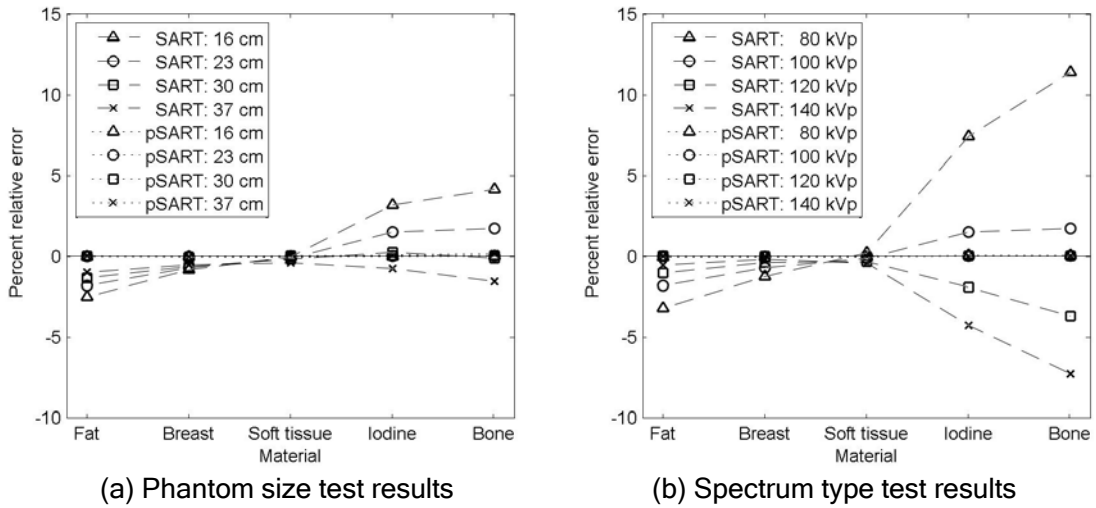 15
10
5
0
-5
-10
Percent relative error
SART: 16 cm
SART: 23 cm
SART: 30 cm
SART: 37 cm
pSART: 16 cm
pSART: 23 cm
pSART: 30 cm
pSART: 37 cm
Fat Breast Soft tissue Iodine Bone
Material
(a) Phantom size test results
15
10
5
0
-5
-10
Percent relative error
SART: 80 kVp
SART: 100 kVp
SART: 120 kVp
SART: 140 kVp
pSART: 80 kVp
pSART: 100 kVp
pSART: 120 kVp
pSART: 140 kVp
Fat Breast Soft tissue Iodine Bone
Material
(b) Spectrum type test results